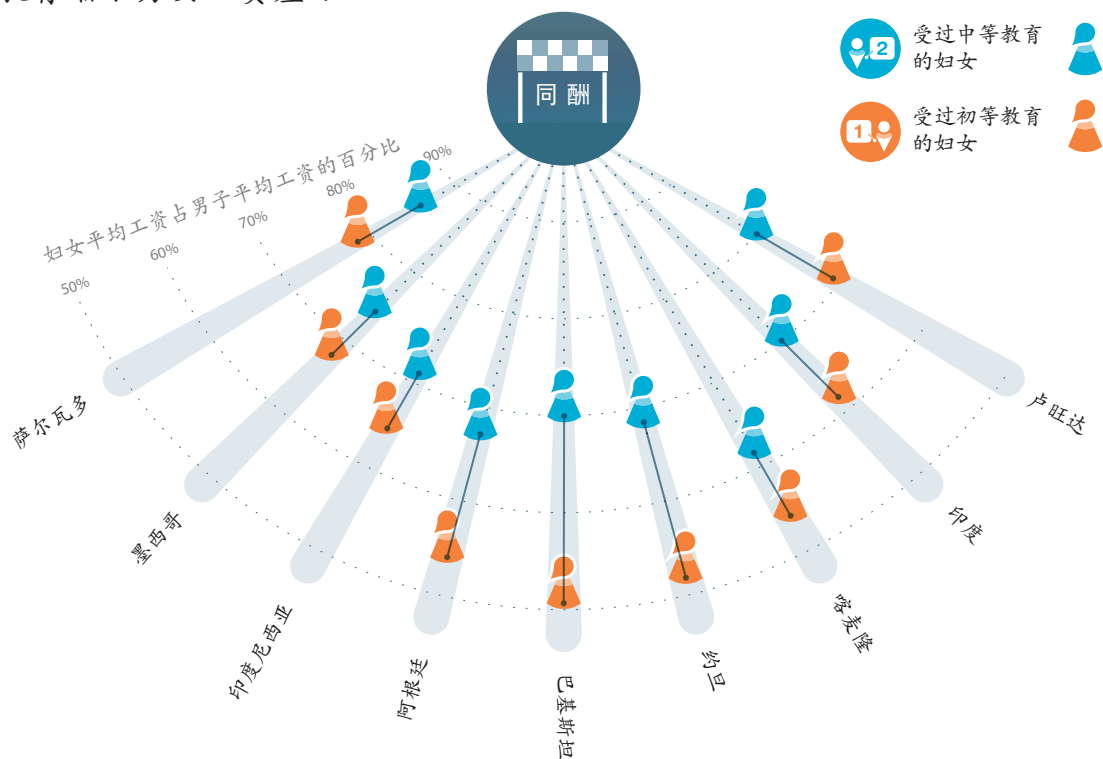 同酬
2
受过中等教育
的妇女
1
受过初等教育
的妇女
妇女平均工资占男子平均工资的百分比
50%
60%
70%
80%
90%
萨尔瓦多
墨西哥
印度尼西亚
阿根廷
巴基斯坦
约旦
喀麦隆
印度
卢旺达